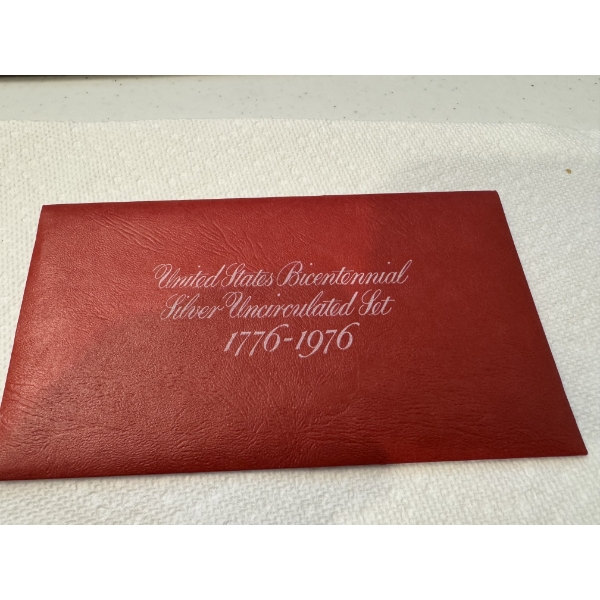 United States Bicentennial
Silver Uncirculated Set
1776-1976